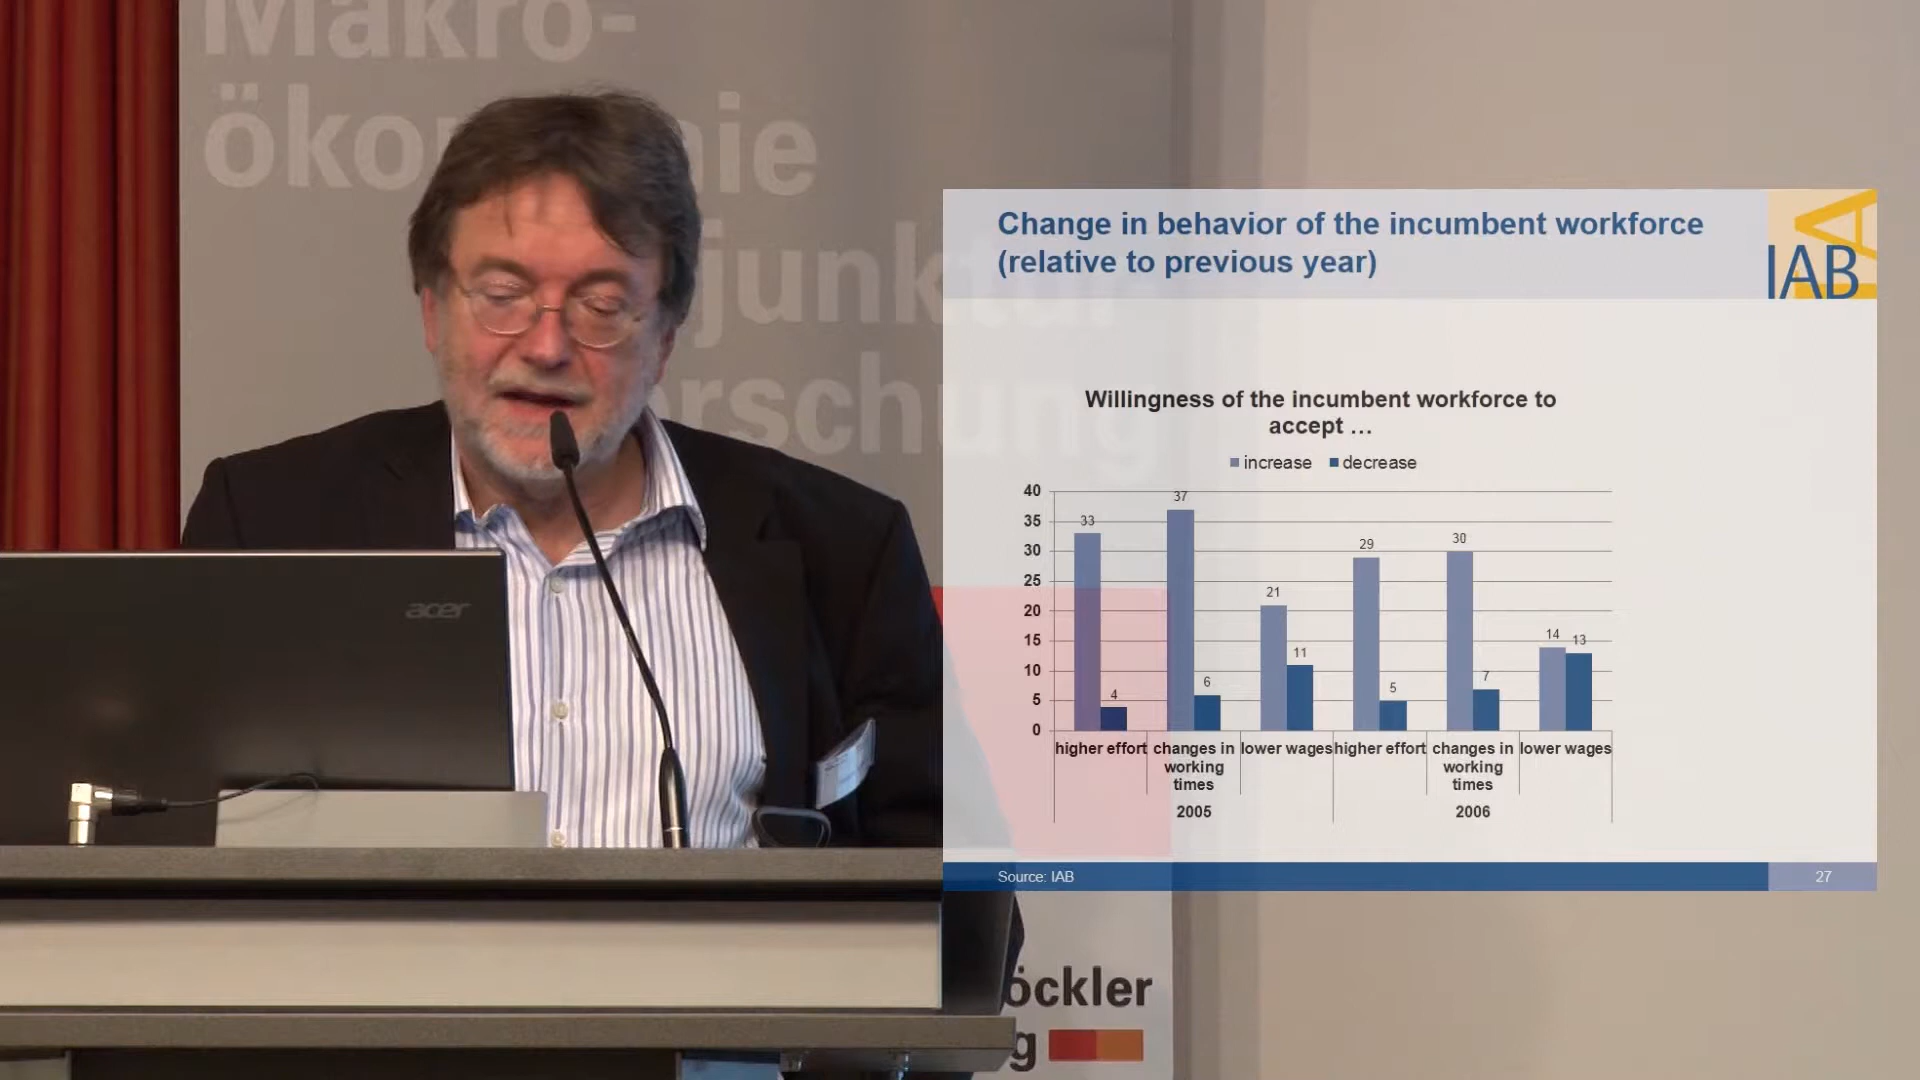 Makro-
öko
nie
junktur
rschung
acer
Change in behavior of the incumbent workforce
(relative to previous year)
IAB
Willingness of the incumbent workforce to
accept …
increase decrease
40
35
30
25
20
15
10
5
0
33
4
37
6
21
11
29
5
30
7
14
13
higher effort
changes in
working
times
lower wages
higher effort
changes in
working
times
lower wages
2005
2006
Source: IAB
27
öckler
g